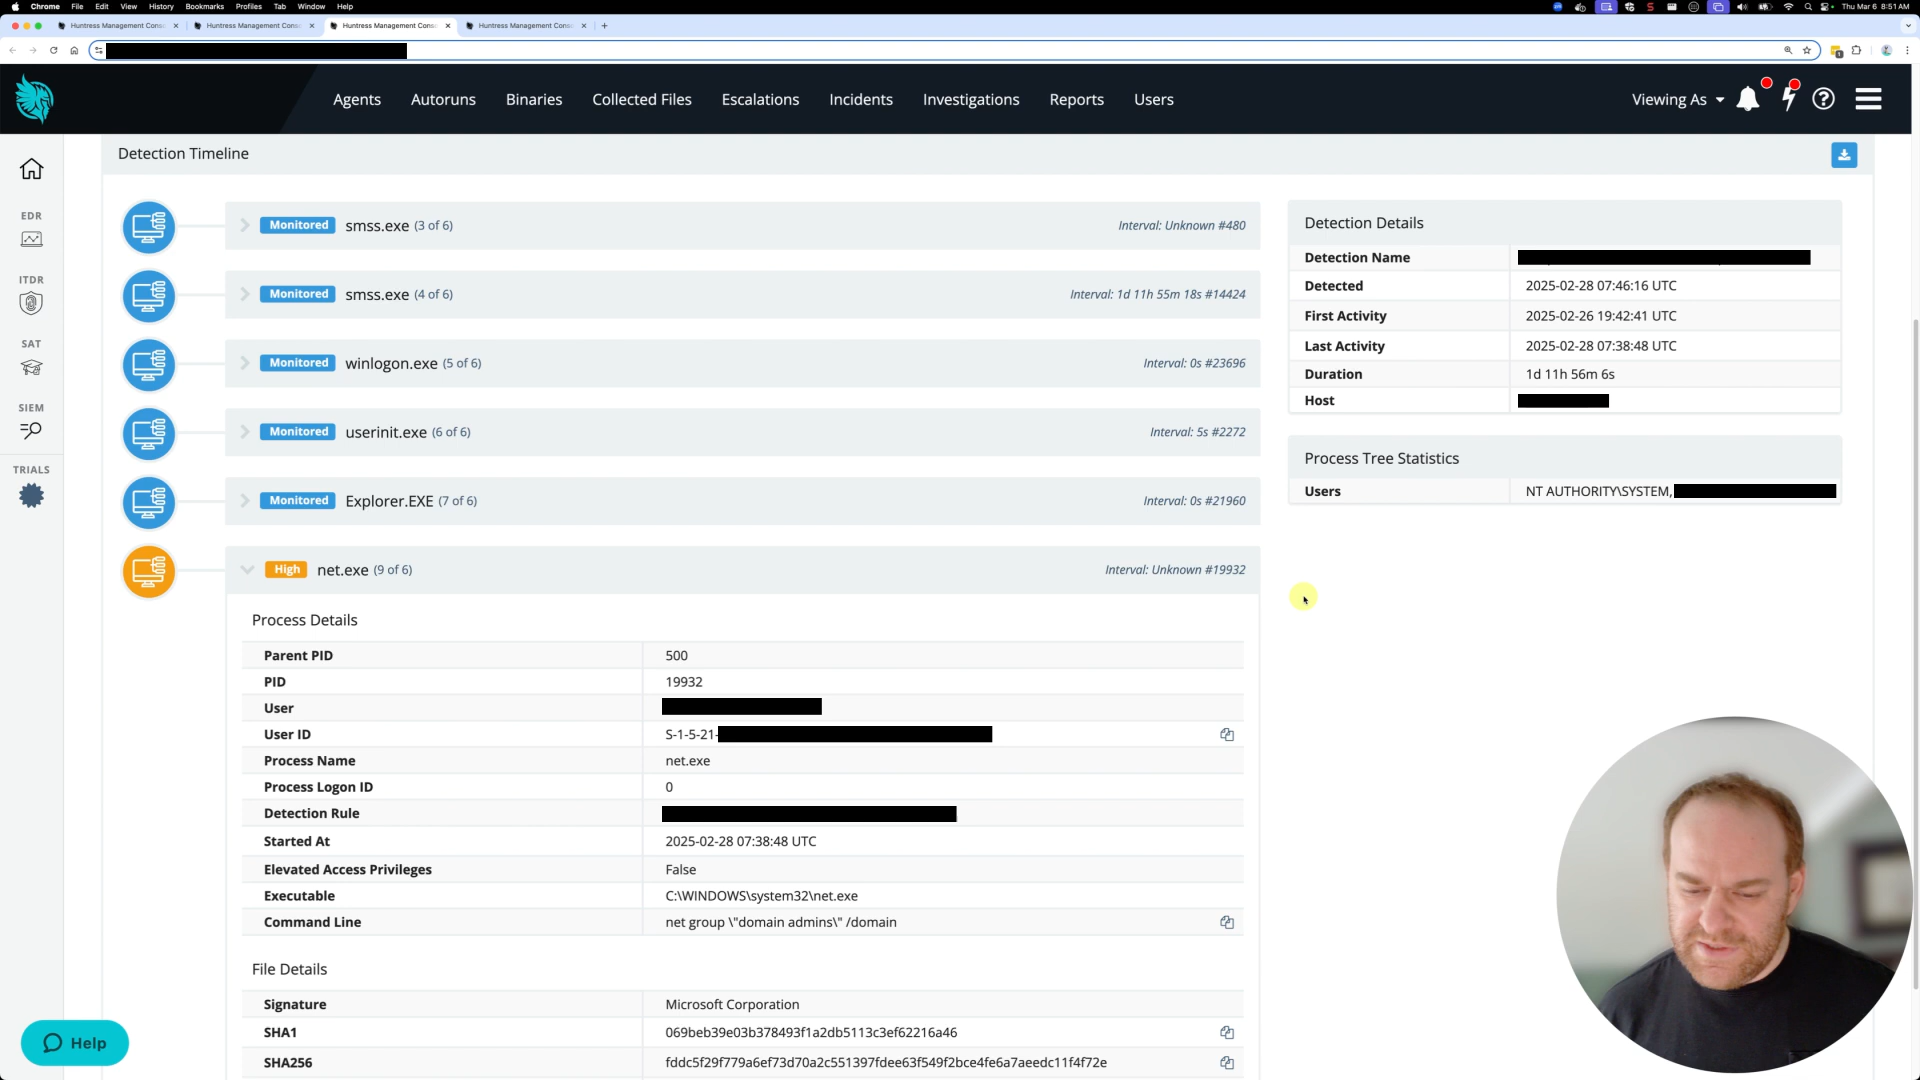 Chrome File Edit View History Bookmarks Profiles Tab Window Help
Thu Mar 6 8:51 AM
Huntress Management Cons Huntress Management Cons Huntress Management Cons Huntress Management Cons
Agents Autoruns Binaries Collected Files Escalations Incidents Investigations Reports Users Viewing As
Detection Timeline
EDR
ITDR
SAT
SIEM
TRIALS
Monitored smss.exe (3 of 6) Interval: Unknown #480
Monitored smss.exe (4 of 6) Interval: 1d 11h 55m 18s #14424
Monitored winlogon.exe (5 of 6) Interval: 0s #23696
Monitored userinit.exe (6 of 6) Interval: 5s #2272
Monitored Explorer.EXE (7 of 6) Interval: 0s #21960
High net.exe (9 of 6) Interval: Unknown #19932
Process Details
Parent PID 500
PID 19932
User
User ID S-1-5-21-
Process Name net.exe
Process Logon ID 0
Detection Rule
Started At 2025-02-28 07:38:48 UTC
Elevated Access Privileges False
Executable C:\WINDOWS\system32\net.exe
Command Line net group \"domain admins\" /domain
File Details
Signature Microsoft Corporation
SHA1 069beb39e03b378493f1a2db5113c3ef62216a46
SHA256 fddc5f29f779a6ef73d70a2c551397fdee63f549f2bce4fe6a7aeedc11f4f72e
Detection Details
Detection Name
Detected 2025-02-28 07:46:16 UTC
First Activity 2025-02-26 19:42:41 UTC
Last Activity 2025-02-28 07:38:48 UTC
Duration 1d 11h 56m 6s
Host
Process Tree Statistics
Users NT AUTHORITY\SYSTEM,
Help